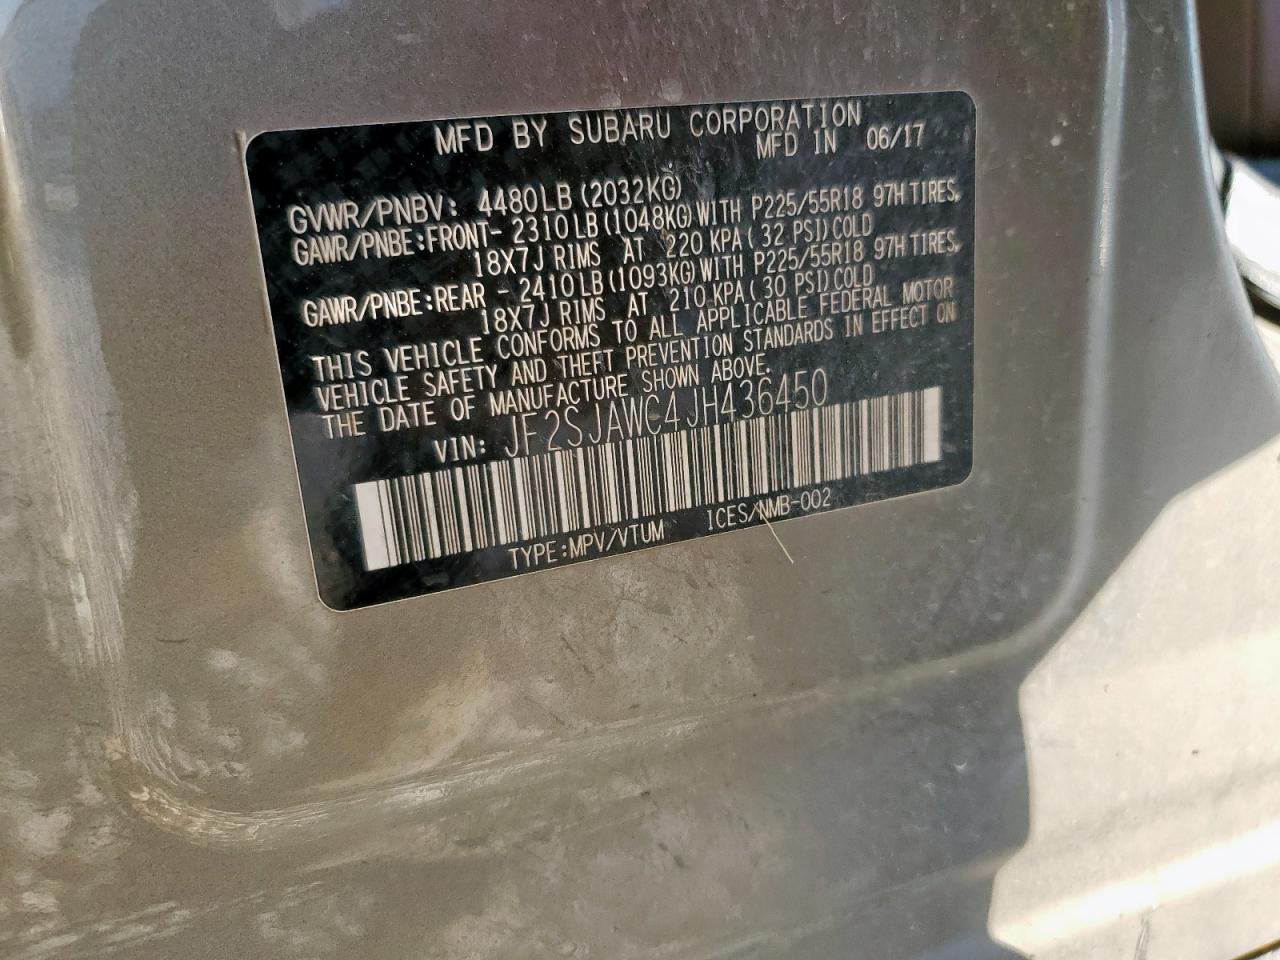 MFD BY SUBARU CORPORATION
MFD IN 06/17
GVWR/PNBV: 4480LB (2032KG)
GAWR/PNBE:FRONT- 2310LB (1048KG) WITH P225/55R18 97H TIRES,
18X7J RIMS AT 220 KPA( 32 PSI) COLD
GAWR/PNBE:REAR - 2410LB (1093KG) WITH P225/55R18 97H TIRES,
18X7J RIMS AT 210 KPA( 30 PSI) COLD
THIS VEHICLE CONFORMS TO ALL APPLICABLE FEDERAL MOTOR
VEHICLE SAFETY AND THEFT PREVENTION STANDARDS IN EFFECT ON
THE DATE OF MANUFACTURE SHOWN ABOVE.
VIN: JF2SJAWC4JH436450
TYPE:MPV/VTUM ICES/NMB-002